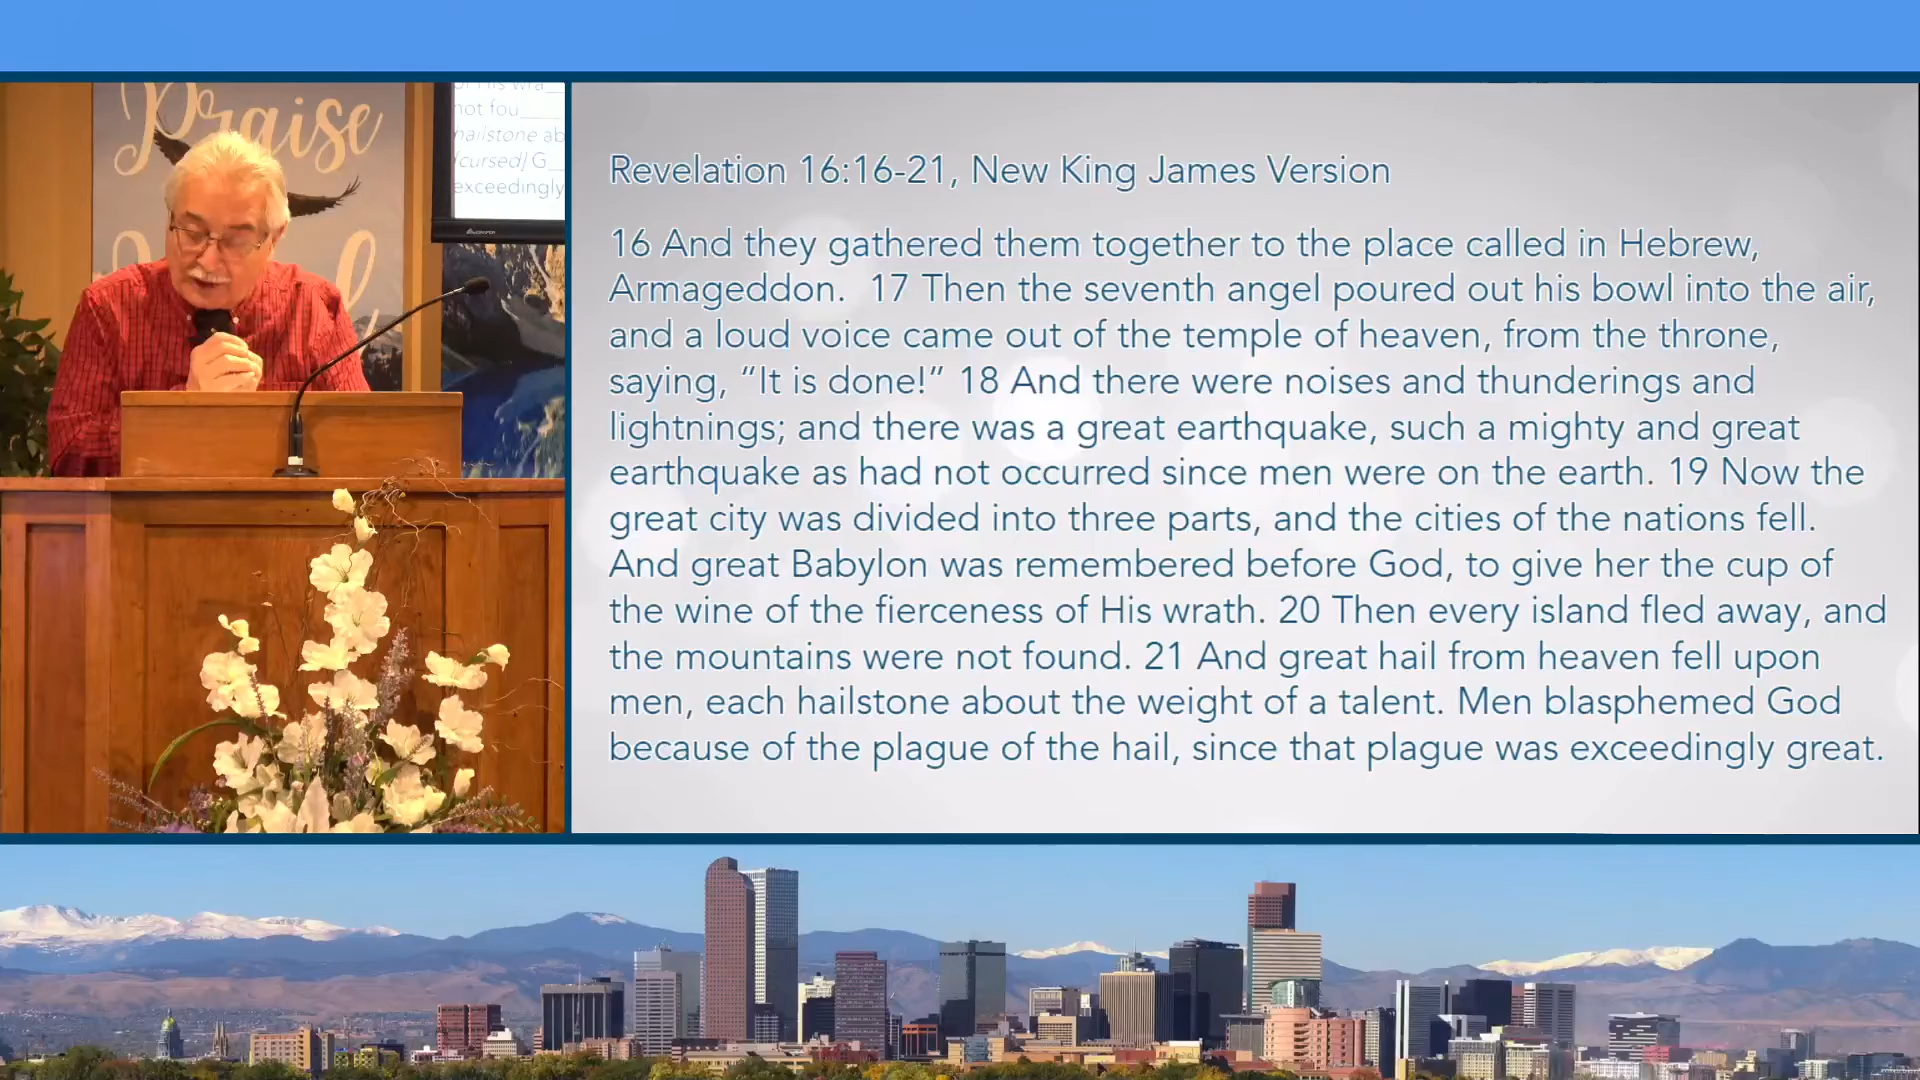 Praise
not fou
hailstone ab
[cursed] G
exceedingly
Revelation 16:16-21, New King James Version
16 And they gathered them together to the place called in Hebrew,
Armageddon.  17 Then the seventh angel poured out his bowl into the air,
and a loud voice came out of the temple of heaven, from the throne,
saying, “It is done!” 18 And there were noises and thunderings and
lightnings; and there was a great earthquake, such a mighty and great
earthquake as had not occurred since men were on the earth. 19 Now the
great city was divided into three parts, and the cities of the nations fell.
And great Babylon was remembered before God, to give her the cup of
the wine of the fierceness of His wrath. 20 Then every island fled away, and
the mountains were not found. 21 And great hail from heaven fell upon
men, each hailstone about the weight of a talent. Men blasphemed God
because of the plague of the hail, since that plague was exceedingly great.